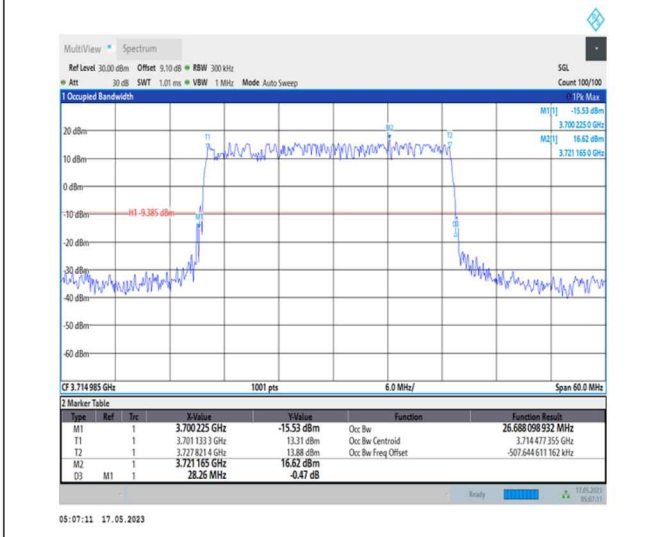 MultiView Spectrum
Ref Level 30.00 dBm Offset 9.10 dB RBW 300 kHz SGL
Att 30 dB SWT 1.01 ms VBW 1 MHz Mode Auto Sweep Count 100/100
1 Occupied Bandwidth 1Pk Max
M1[1] -15.53 dBm
3.700 225 0 GHz
M2[1] 16.62 dBm
3.721 165 0 GHz
M2
T1 T2
20 dBm
10 dBm
0 dBm
-10 dBm H1 -9.385 dBm
M1
D3
-20 dBm
-30 dBm
-40 dBm
-50 dBm
-60 dBm
CF 3.714 985 GHz 1001 pts 6.0 MHz/ Span 60.0 MHz
2 Marker Table
Type Ref Trc X-Value Y-Value Function Function Result
M1 1 3.700 225 GHz -15.53 dBm Occ Bw 26.688 098 932 MHz
T1 1 3.701 133 3 GHz 13.31 dBm Occ Bw Centroid 3.714 477 355 GHz
T2 1 3.727 821 4 GHz 13.88 dBm Occ Bw Freq Offset -507.644 611 162 kHz
M2 1 3.721 165 GHz 16.62 dBm
D3 M1 1 28.26 MHz -0.47 dB
Ready 17.05.2023
05:07:11
05:07:11 17.05.2023